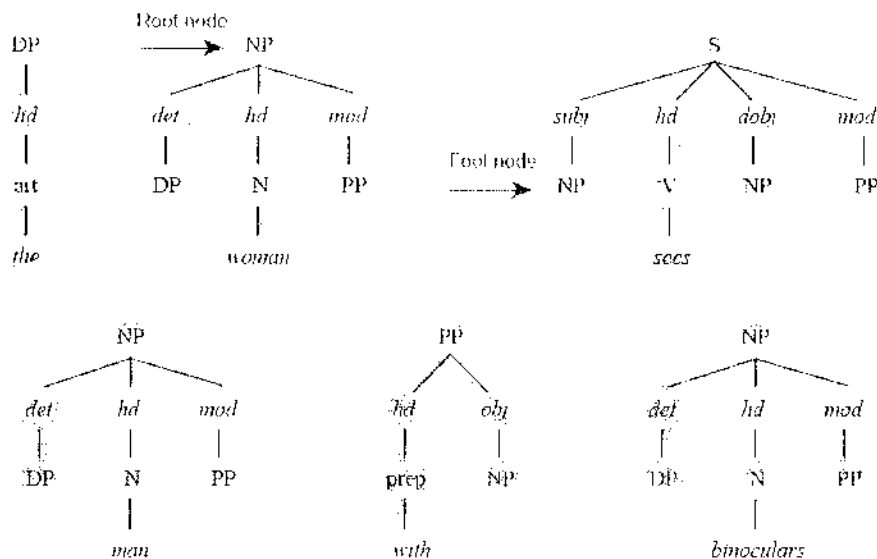 Root node
DP NP S
hd det hd mod subj hd dobj mod
Foot node
art DP N PP NP V NP PP
the woman sees
NP PP NP
det hd mod hd obj det hd mod
DP N PP prep NP DP N PP
man with binoculars